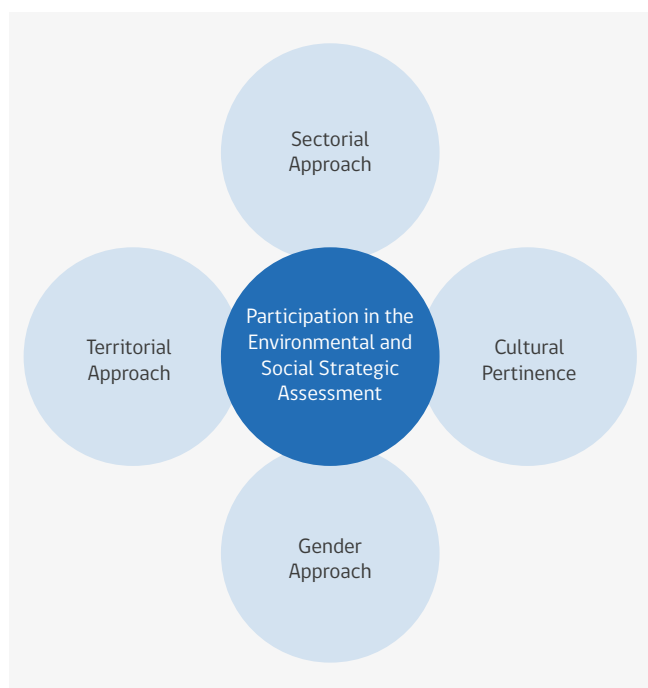 Sectorial
Approach
Territorial
Approach
Participation in the
Environmental and
Social Strategic
Assessment
Cultural
Pertinence
Gender
Approach